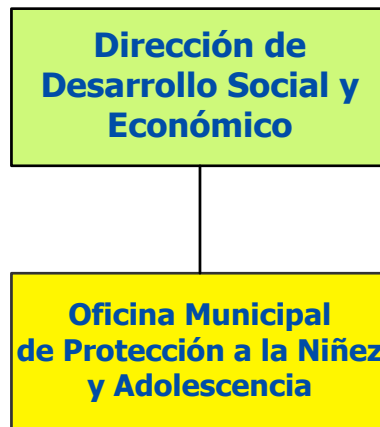 Dirección de
Desarrollo Social y
Económico
Oficina Municipal
de Protección a la Niñez
y Adolescencia